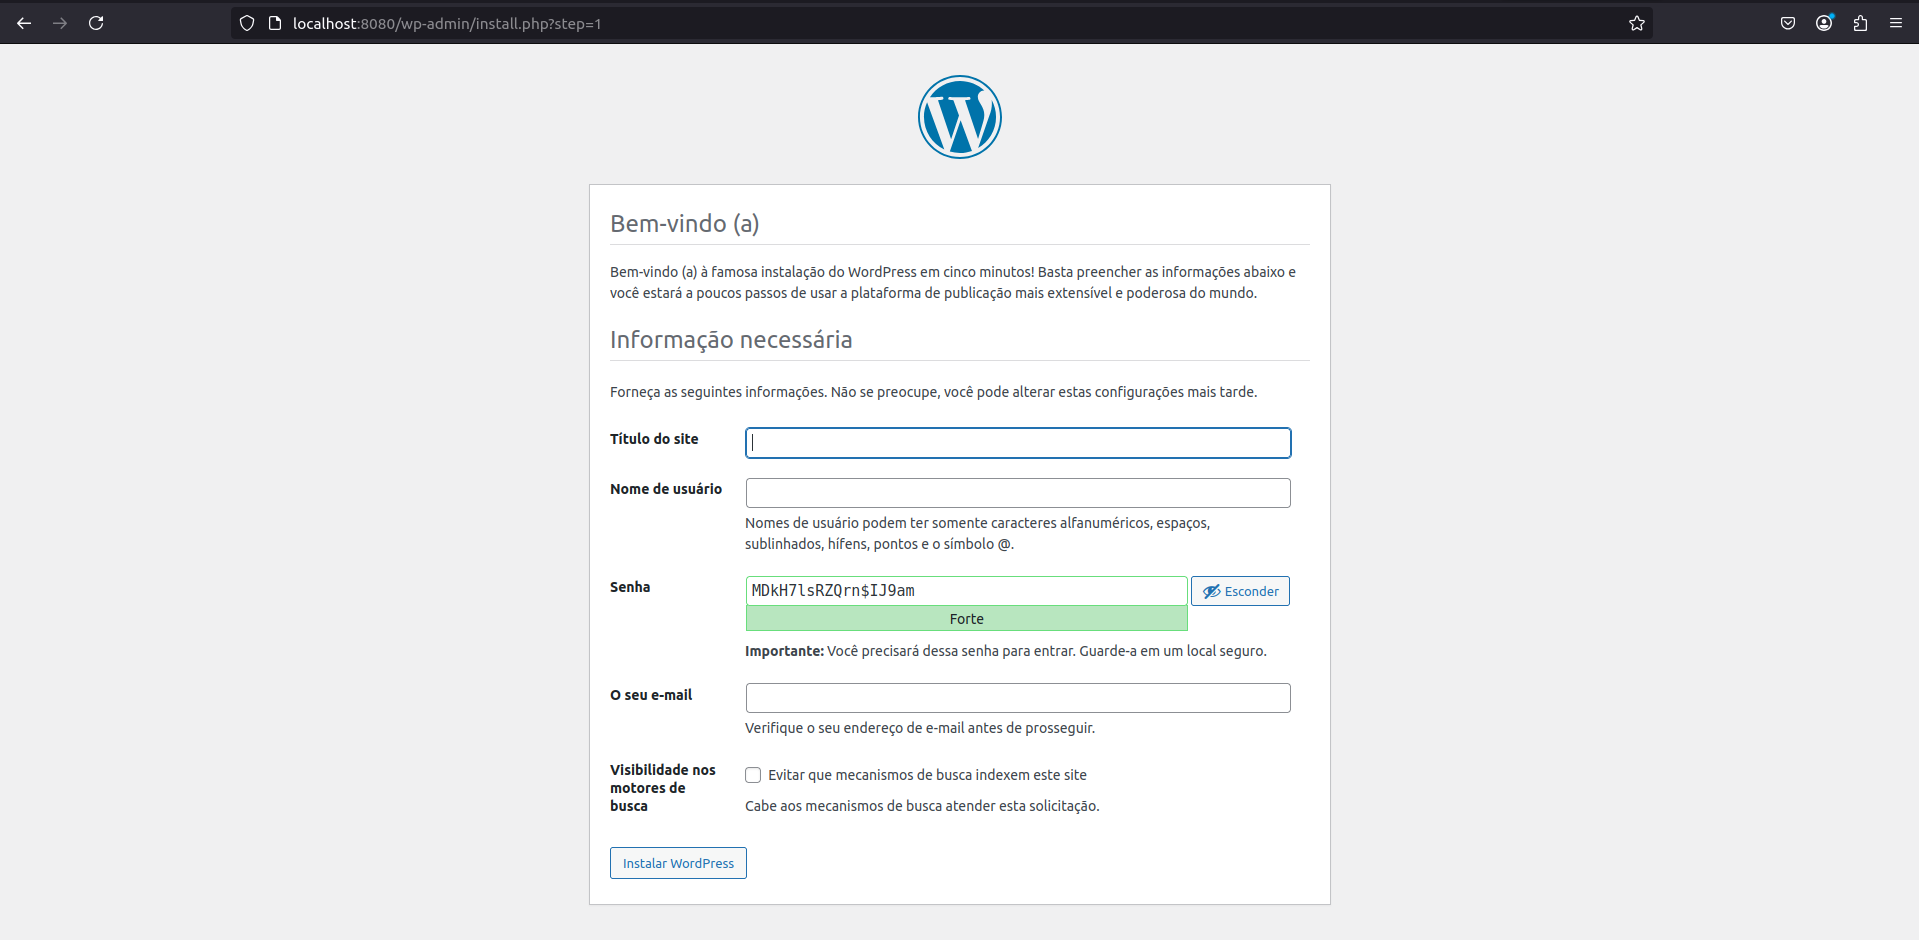 localhost:8080/wp-admin/install.php?step=1
Bem-vindo (a)
Bem-vindo (a) à famosa instalação do WordPress em cinco minutos! Basta preencher as informações abaixo e
você estará a poucos passos de usar a plataforma de publicação mais extensível e poderosa do mundo.
Informação necessária
Forneça as seguintes informações. Não se preocupe, você pode alterar estas configurações mais tarde.
Título do site
Nome de usuário
Nomes de usuário podem ter somente caracteres alfanuméricos, espaços,
sublinhados, hífens, pontos e o símbolo @.
Senha
MDkH7lsRZQrn$IJ9am
Esconder
Forte
Importante: Você precisará dessa senha para entrar. Guarde-a em um local seguro.
O seu e-mail
Verifique o seu endereço de e-mail antes de prosseguir.
Visibilidade nos
motores de
busca
Evitar que mecanismos de busca indexem este site
Cabe aos mecanismos de busca atender esta solicitação.
Instalar WordPress